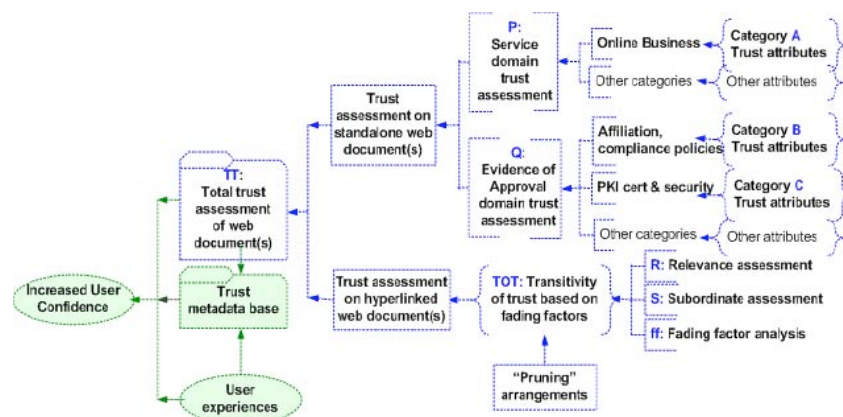 P:
Service
domain
trust
assessment
Online Business
Other categories
Category A
Trust attributes
Other attributes
Trust
assessment on
standalone web
document(s)
Q:
Evidence of
Approval
domain trust
assessment
Affiliation,
compliance policies
PKI cert & security
Other categories
Category B
Trust attributes
Category C
Trust attributes
Other attributes
TT:
Total trust
assessment
of web
document(s)
Trust assessment
on hyperlinked
web document(s)
TOT: Transitivity
of trust based on
fading factors
R: Relevance assessment
S: Subordinate assessment
ff: Fading factor analysis
Increased User
Confidence
Trust
metadata base
User
experiences
“Pruning”
arrangements